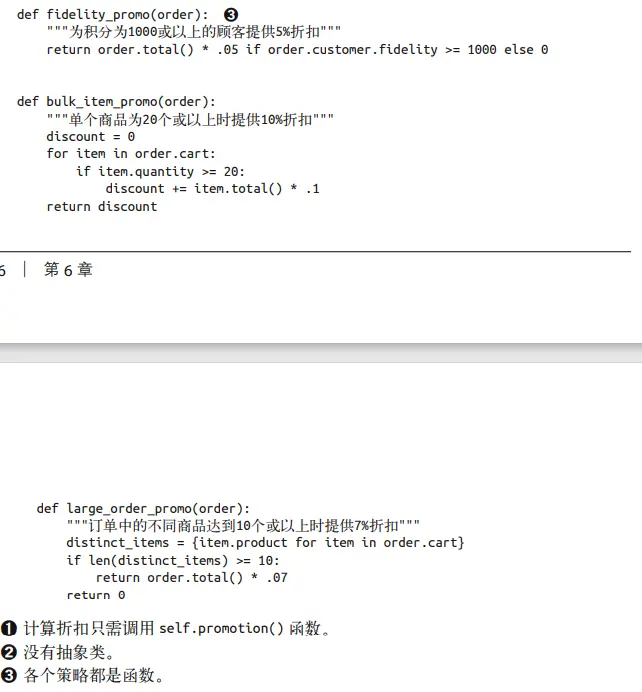 def fidelity_promo(order): ❸
    """为积分为1000或以上的顾客提供5%折扣"""
    return order.total() * .05 if order.customer.fidelity >= 1000 else 0
def bulk_item_promo(order):
    """单个商品为20个或以上时提供10%折扣"""
    discount = 0
    for item in order.cart:
        if item.quantity >= 20:
            discount += item.total() * .1
    return discount
6 | 第 6 章
def large_order_promo(order):
    """订单中的不同商品达到10个或以上时提供7%折扣"""
    distinct_items = {item.product for item in order.cart}
    if len(distinct_items) >= 10:
        return order.total() * .07
    return 0
❶ 计算折扣只需调用 self.promotion() 函数。
❷ 没有抽象类。
❸ 各个策略都是函数。